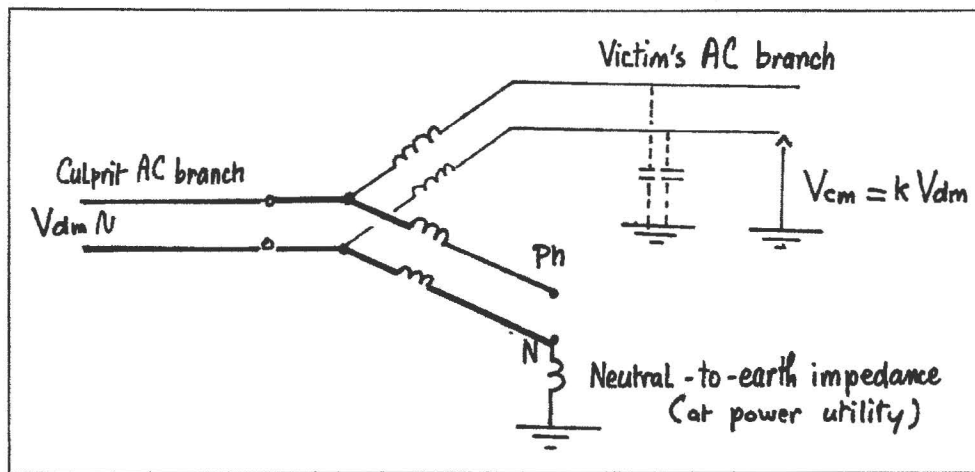 Victim's AC branch
Culprit AC branch
Vdm N
Vcm = k Vdm
Ph
N
Neutral-to-earth impedance
(at power utility)